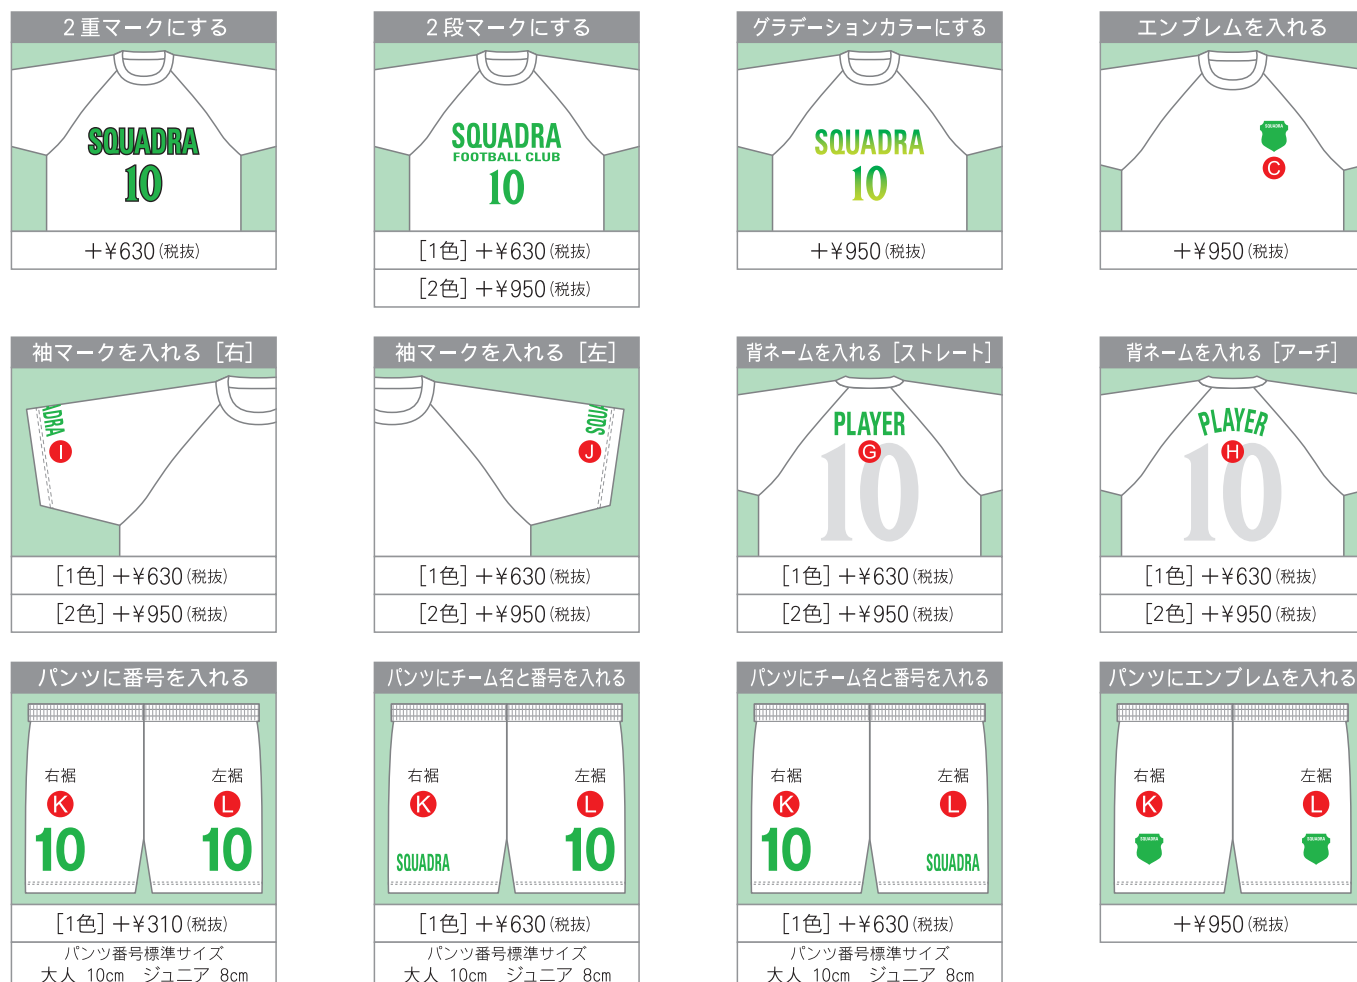 2重マークにする
SQUADRA
10
+¥630(税抜)
2段マークにする
SQUADRA
FOOTBALL CLUB
10
[1色] +¥630(税抜)
[2色] +¥950(税抜)
グラデーションカラーにする
SQUADRA
10
+¥950(税抜)
エンブレムを入れる
SQUADRA
C
+¥950(税抜)
袖マークを入れる [右]
ADRA
I
[1色] +¥630(税抜)
[2色] +¥950(税抜)
袖マークを入れる [左]
SQUA
J
[1色] +¥630(税抜)
[2色] +¥950(税抜)
背ネームを入れる [ストレート]
PLAYER
G
10
[1色] +¥630(税抜)
[2色] +¥950(税抜)
背ネームを入れる [アーチ]
PLAYER
H
10
[1色] +¥630(税抜)
[2色] +¥950(税抜)
パンツに番号を入れる
右裾 左裾
K L
10 10
[1色] +¥310(税抜)
パンツ番号標準サイズ
大人 10cm ジュニア 8cm
パンツにチーム名と番号を入れる
右裾 左裾
K L
SQUADRA 10
[1色] +¥630(税抜)
パンツ番号標準サイズ
大人 10cm ジュニア 8cm
パンツにチーム名と番号を入れる
右裾 左裾
K L
10 SQUADRA
[1色] +¥630(税抜)
パンツ番号標準サイズ
大人 10cm ジュニア 8cm
パンツにエンブレムを入れる
右裾 左裾
K L
SQUADRA SQUADRA
+¥950(税抜)